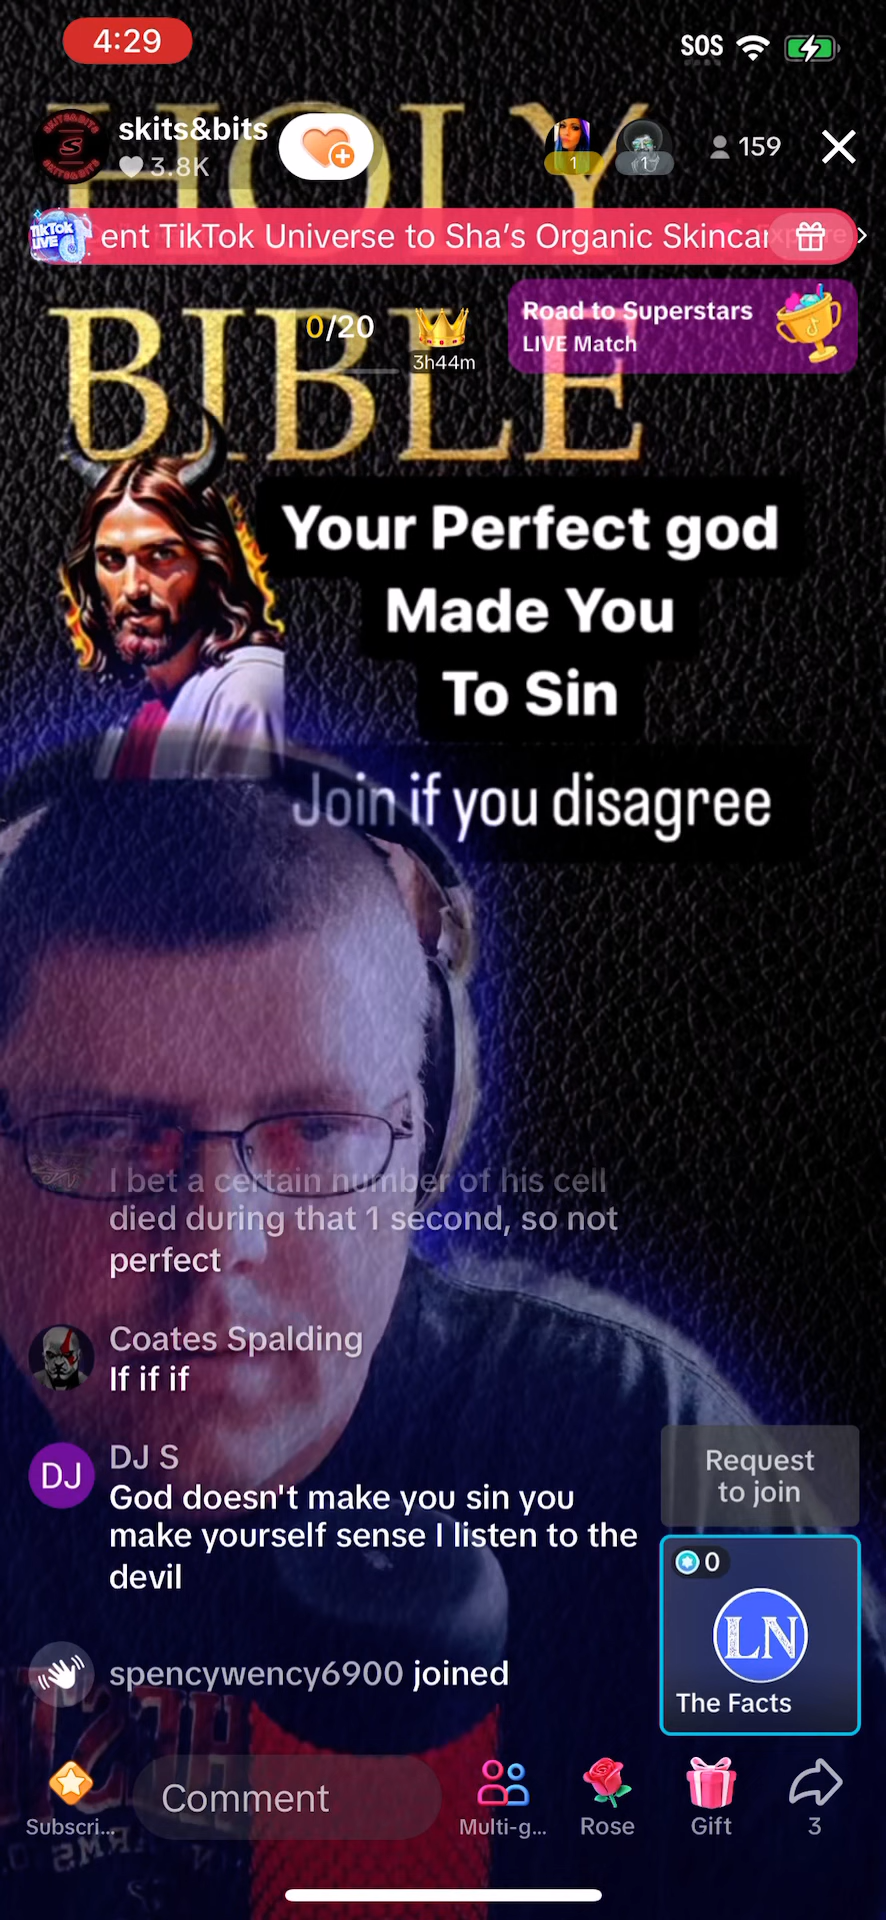 4:29
SOS
HOLY
skits&bits
3.8K
1
1
159
TikTok
LIVE
ent TikTok Universe to Sha's Organic Skincar
BIBLE
0/20
3h44m
Road to Superstars
LIVE Match
Your Perfect god
Made You
To Sin
Join if you disagree
I bet a certain number of his cell
died during that 1 second, so not
perfect
Coates Spalding
If if if
DJ
DJ S
God doesn't make you sin you
make yourself sense I listen to the
devil
spencywency6900 joined
Request
to join
0
LN
The Facts
Subscri...
Comment
Multi-g...
Rose
Gift
3